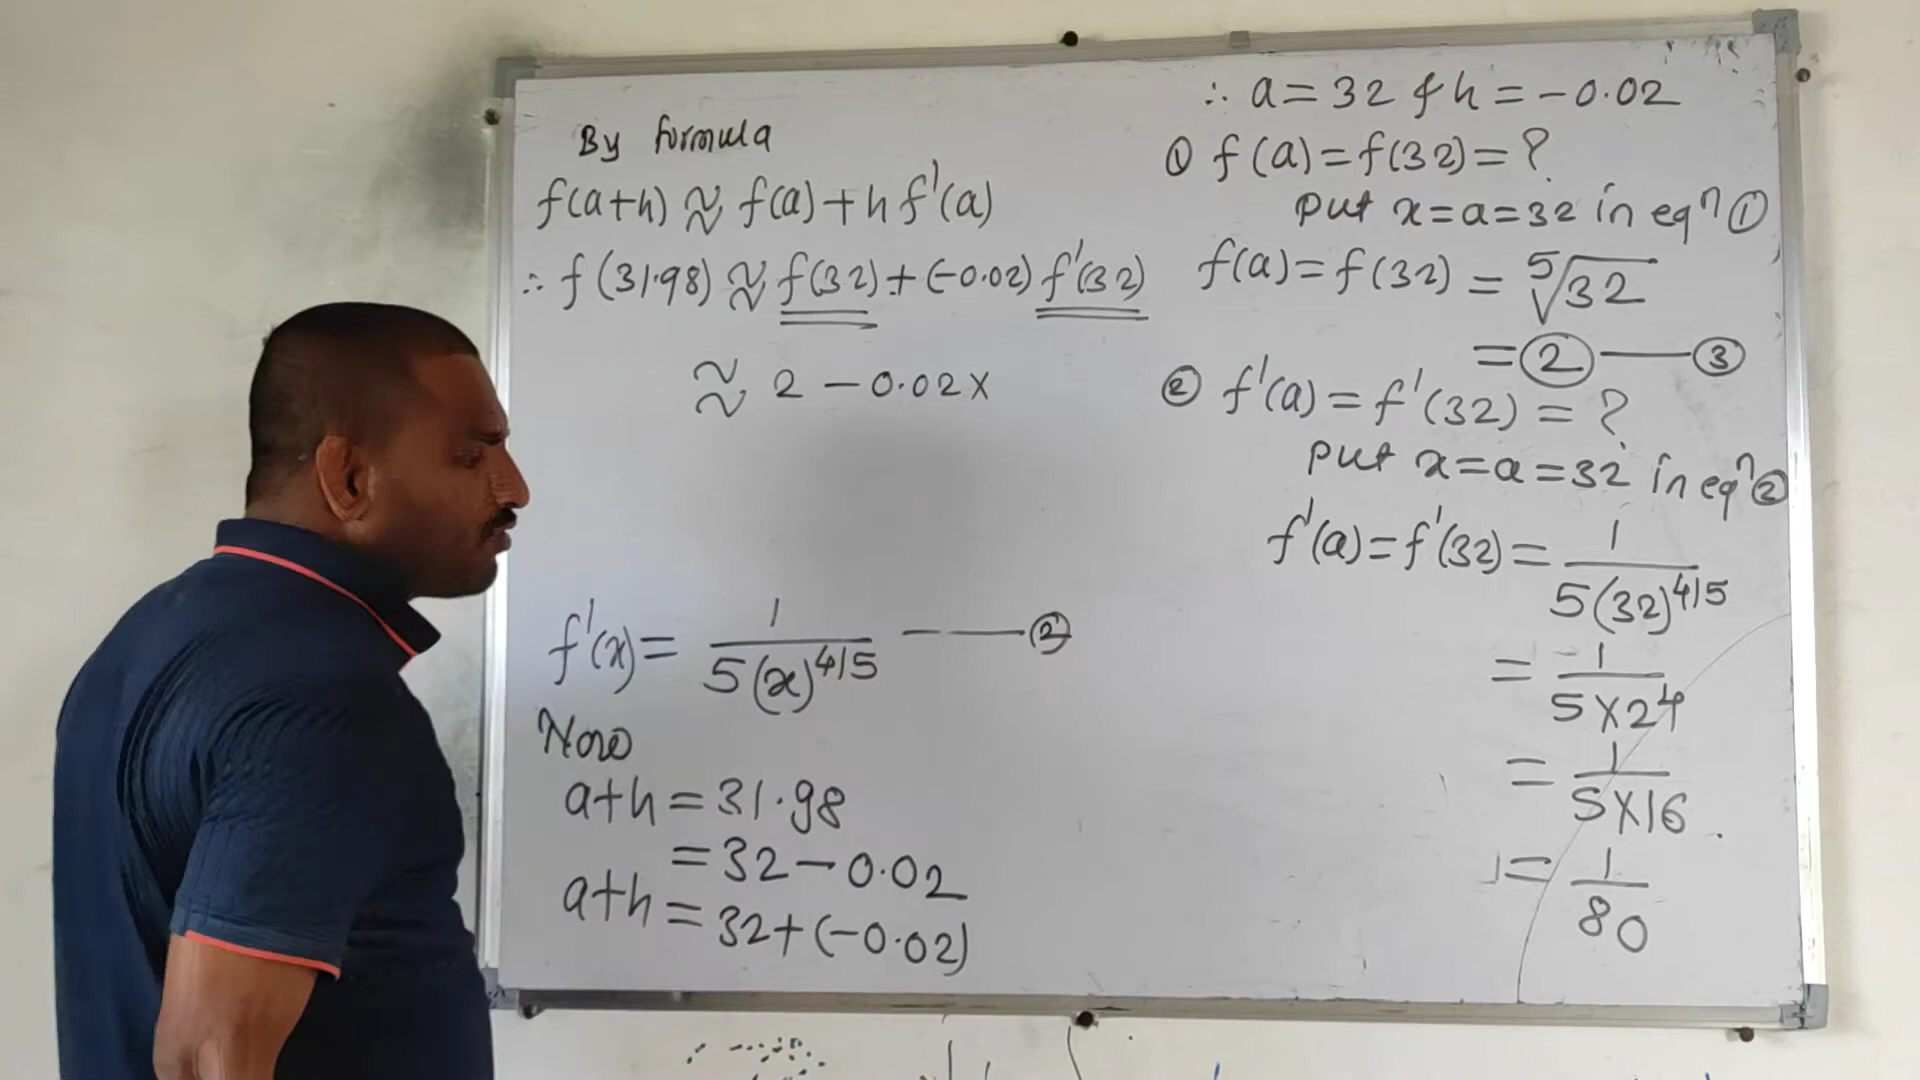 By formula
f(a+h) ≈ f(a)+h f'(a)
∴ f(31.98) ≈ f(32)+(-0.02) f'(32)
≈ 2 - 0.02×
f'(x) = 1/5(x)^4/5 —— ②
Now
a+h = 31.98
= 32 - 0.02
a+h = 32+(-0.02)
∴ a = 32 & h = -0.02
① f(a) = f(32) = ?
put x = a = 32 in eqⁿ ①
f(a) = f(32) = ⁵√32
= 2 —— ③
② f'(a) = f'(32) = ?
put x = a = 32 in eqⁿ ②
f'(a) = f'(32) = 1/5(32)^4/5
= 1/5×2^4
= 1/5×16
= 1/80